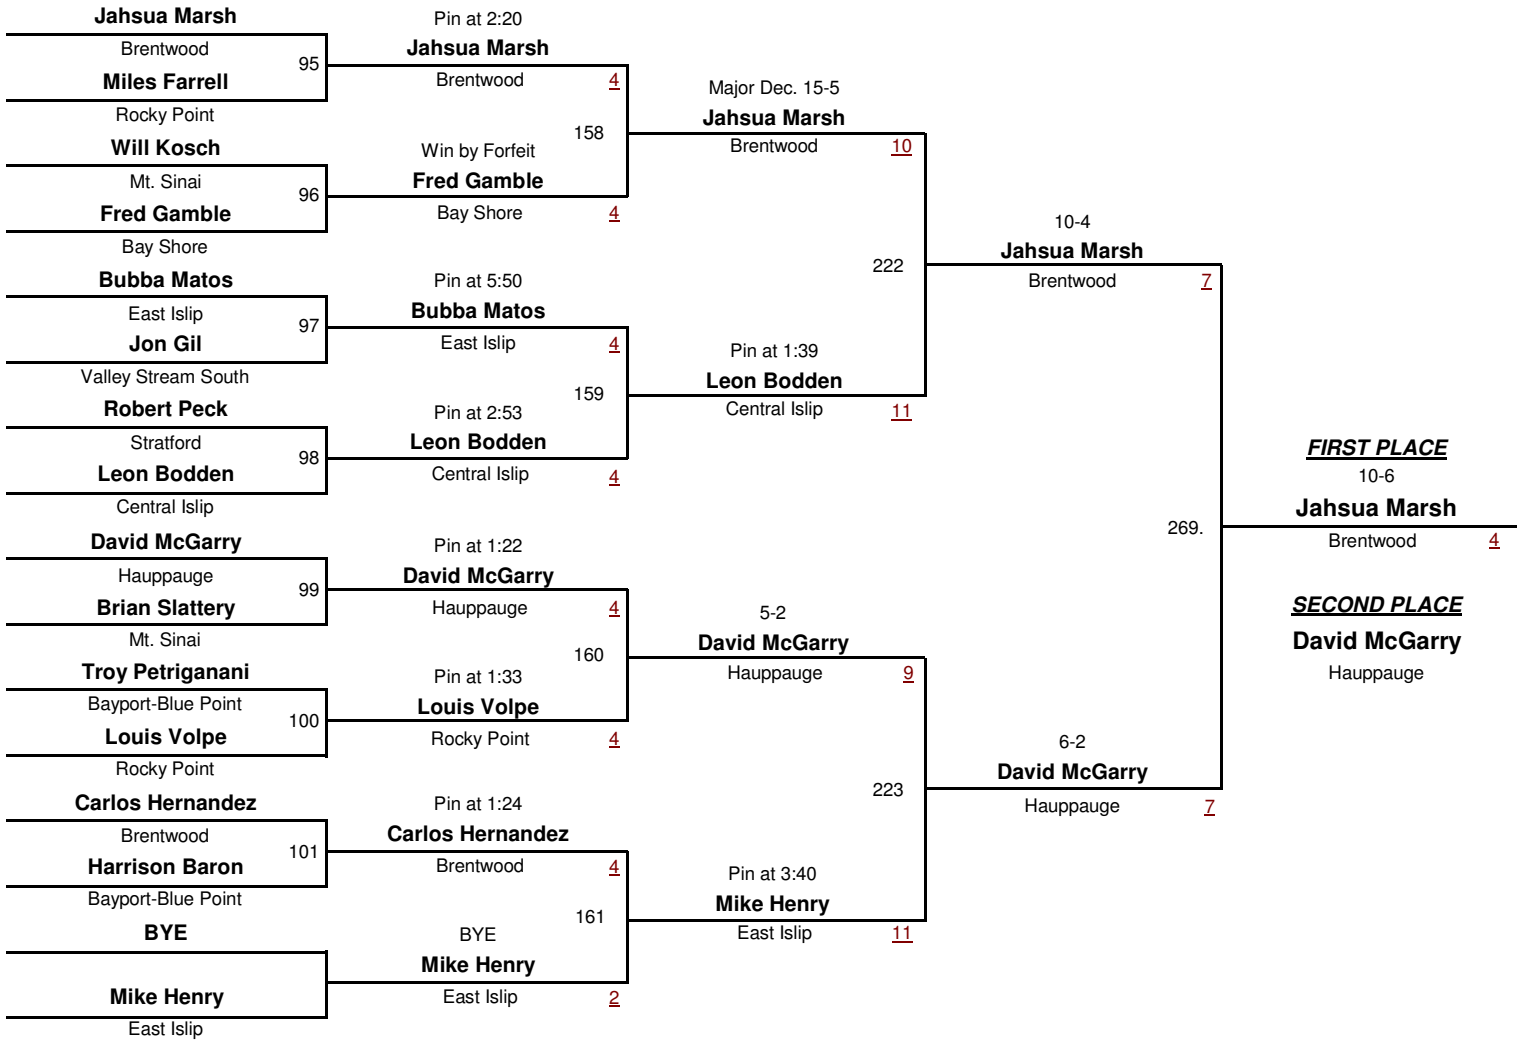 Jahsua Marsh
Brentwood
95
Miles Farrell
Rocky Point
Will Kosch
Mt. Sinai
96
Fred Gamble
Bay Shore
Bubba Matos
East Islip
97
Jon Gil
Valley Stream South
Robert Peck
Stratford
98
Leon Bodden
Central Islip
David McGarry
Hauppauge
99
Brian Slattery
Mt. Sinai
Troy Petriganani
Bayport-Blue Point
100
Louis Volpe
Rocky Point
Carlos Hernandez
Brentwood
101
Harrison Baron
Bayport-Blue Point
BYE
Mike Henry
East Islip
Pin at 2:20
Jahsua Marsh
Brentwood 4
158
Win by Forfeit
Fred Gamble
Bay Shore 4
Pin at 5:50
Bubba Matos
East Islip 4
159
Pin at 2:53
Leon Bodden
Central Islip 4
Pin at 1:22
David McGarry
Hauppauge 4
160
Pin at 1:33
Louis Volpe
Rocky Point 4
Pin at 1:24
Carlos Hernandez
Brentwood 4
161
BYE
Mike Henry
East Islip 2
Major Dec. 15-5
Jahsua Marsh
Brentwood 10
222
Pin at 1:39
Leon Bodden
Central Islip 11
5-2
David McGarry
Hauppauge 9
223
Pin at 3:40
Mike Henry
East Islip 11
10-4
Jahsua Marsh
Brentwood 7
269.
6-2
David McGarry
Hauppauge 7
FIRST PLACE
10-6
Jahsua Marsh
Brentwood 4
SECOND PLACE
David McGarry
Hauppauge